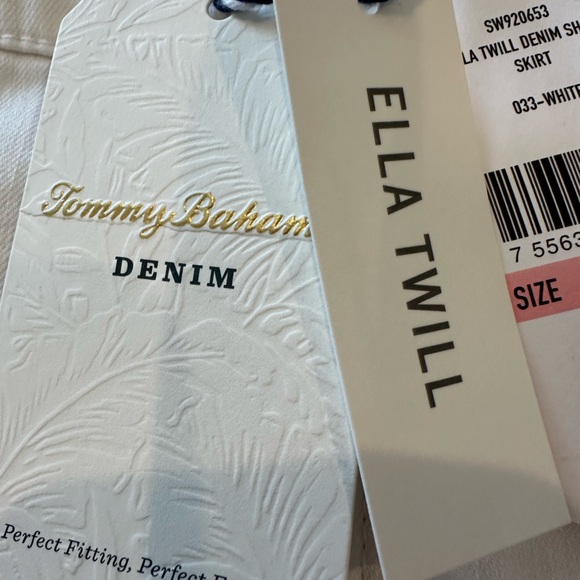 Tommy Baham
DENIM
Perfect Fitting, Perfect F
ELLA TWILL
SW920653
LA TWILL DENIM SH
SKIRT
033-WHITE
7 5563
SIZE